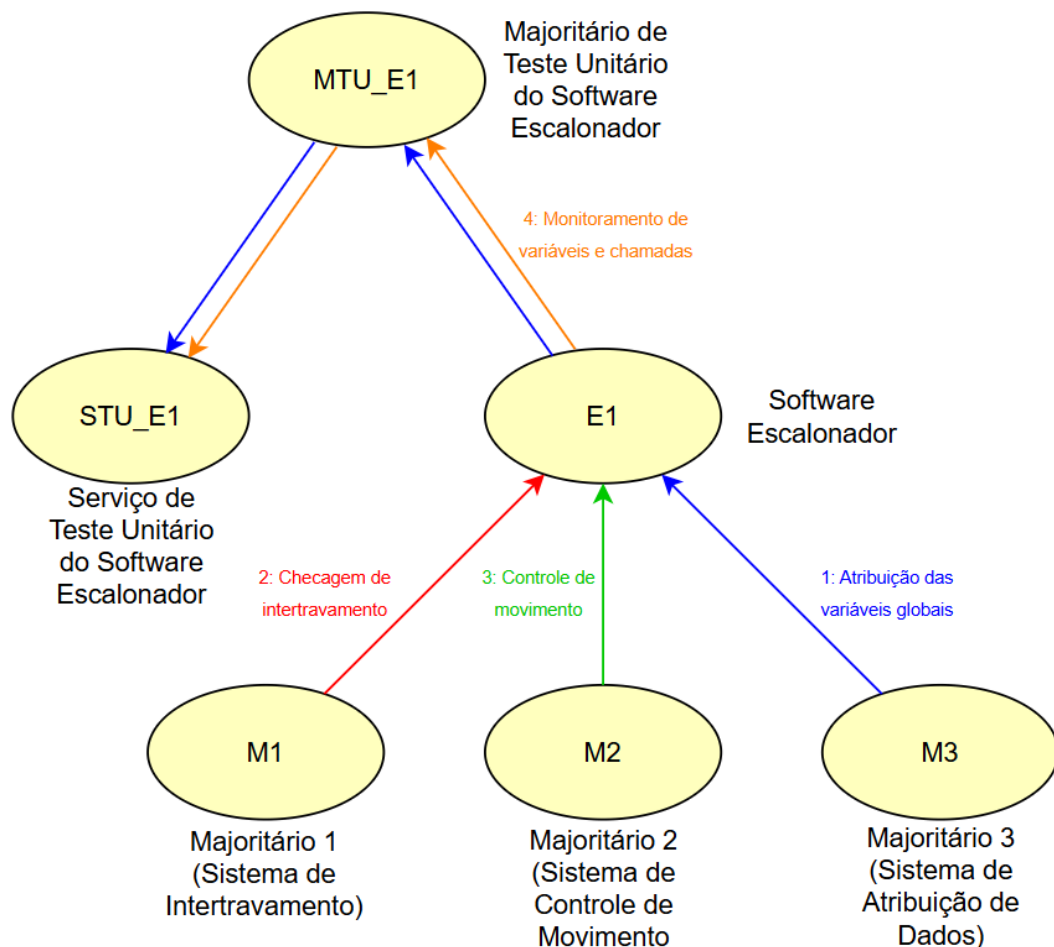 MTU_E1
Majoritário de
Teste Unitário
do Software
Escalonador
4: Monitoramento de
variáveis e chamadas
STU_E1
Serviço de
Teste Unitário
do Software
Escalonador
E1
Software
Escalonador
2: Checagem de
intertravamento
3: Controle de
movimento
1: Atribuição das
variáveis globais
M1
Majoritário 1
(Sistema de
Intertravamento)
M2
Majoritário 2
(Sistema de
Controle de
Movimento
M3
Majoritário 3
(Sistema de
Atribuição de
Dados)